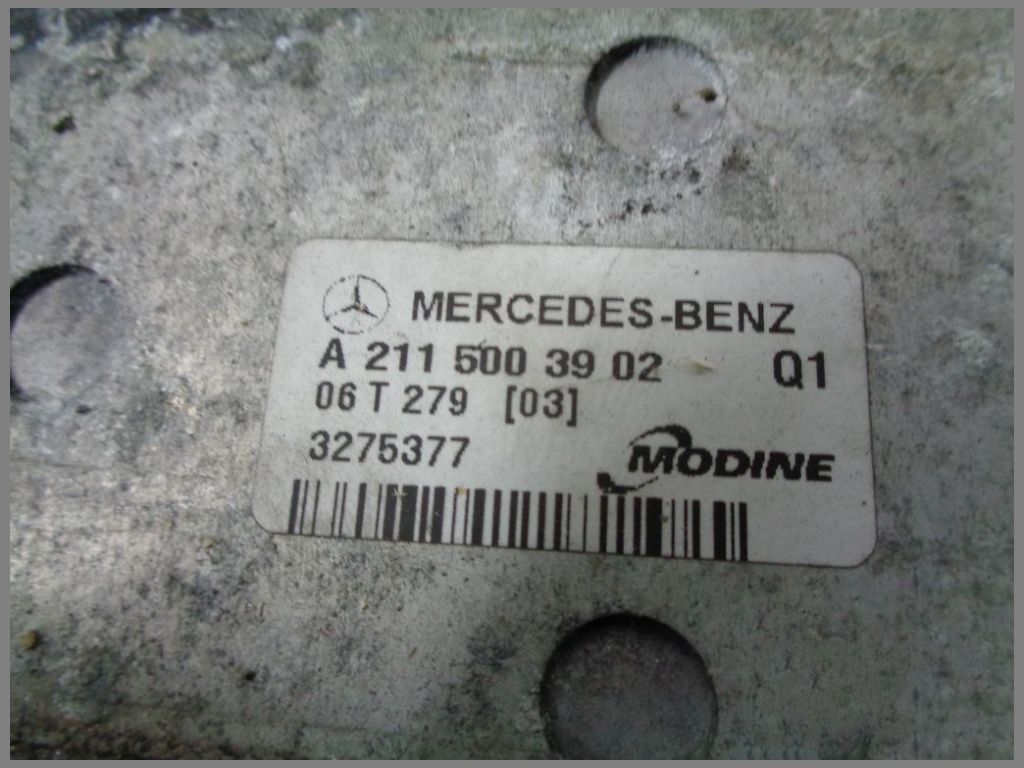 MERCEDES-BENZ
A 211 500 39 02 Q1
06 T 279 [03]
3275377
MODINE